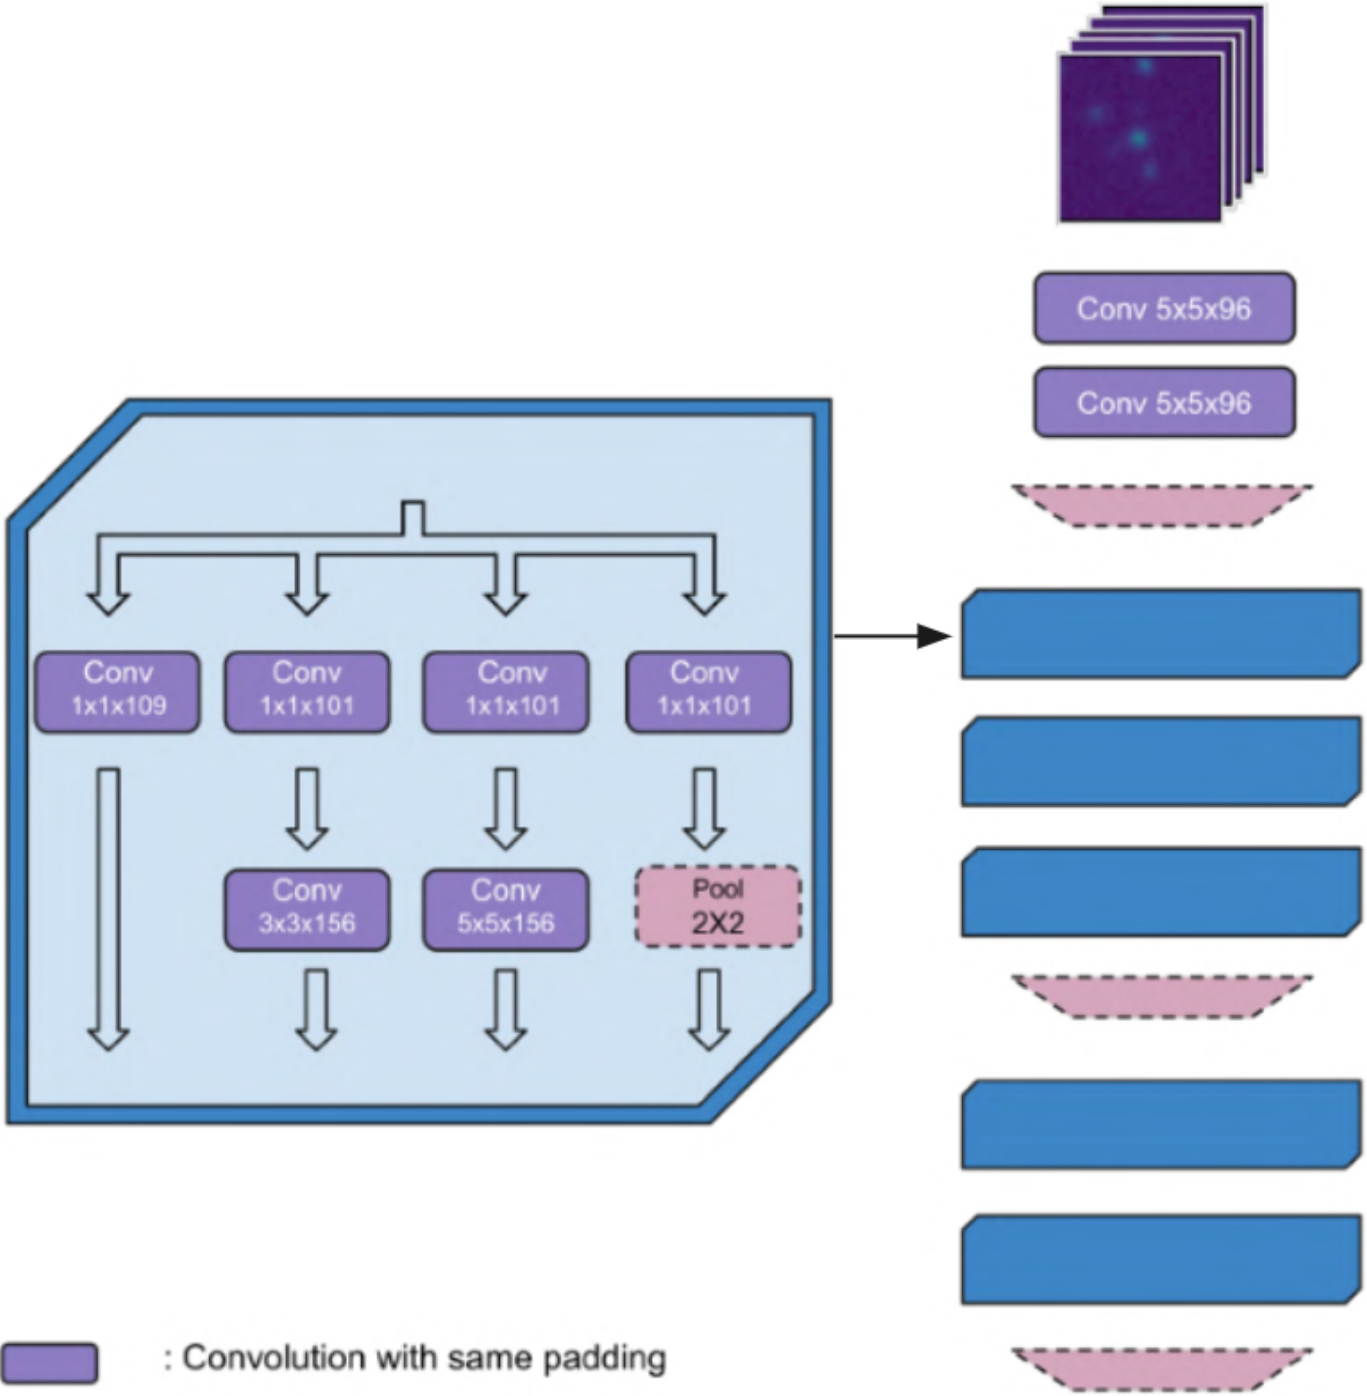 Conv 5x5x96
Conv 5x5x96
Conv
1x1x109
Conv
1x1x101
Conv
1x1x101
Conv
1x1x101
Conv
3x3x156
Conv
5x5x156
Pool
2X2
: Convolution with same padding